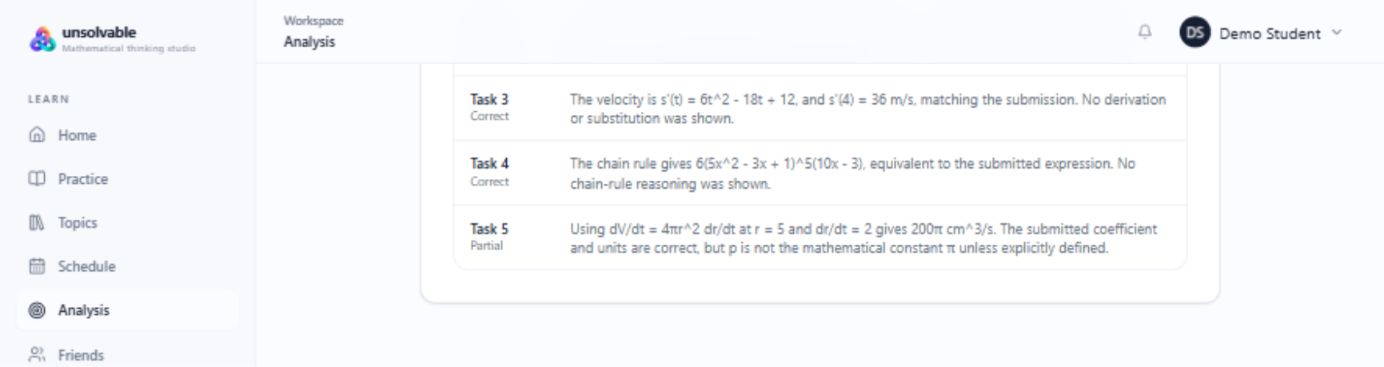 unsolvable
Mathematical thinking studio
Workspace
Analysis
DS Demo Student
LEARN
Home
Practice
Topics
Schedule
Analysis
Friends
Task 3
Correct
The velocity is s'(t) = 6t^2 - 18t + 12, and s'(4) = 36 m/s, matching the submission. No derivation
or substitution was shown.
Task 4
Correct
The chain rule gives 6(5x^2 - 3x + 1)^5(10x - 3), equivalent to the submitted expression. No
chain-rule reasoning was shown.
Task 5
Partial
Using dV/dt = 4πr^2 dr/dt at r = 5 and dr/dt = 2 gives 200π cm^3/s. The submitted coefficient
and units are correct, but p is not the mathematical constant π unless explicitly defined.